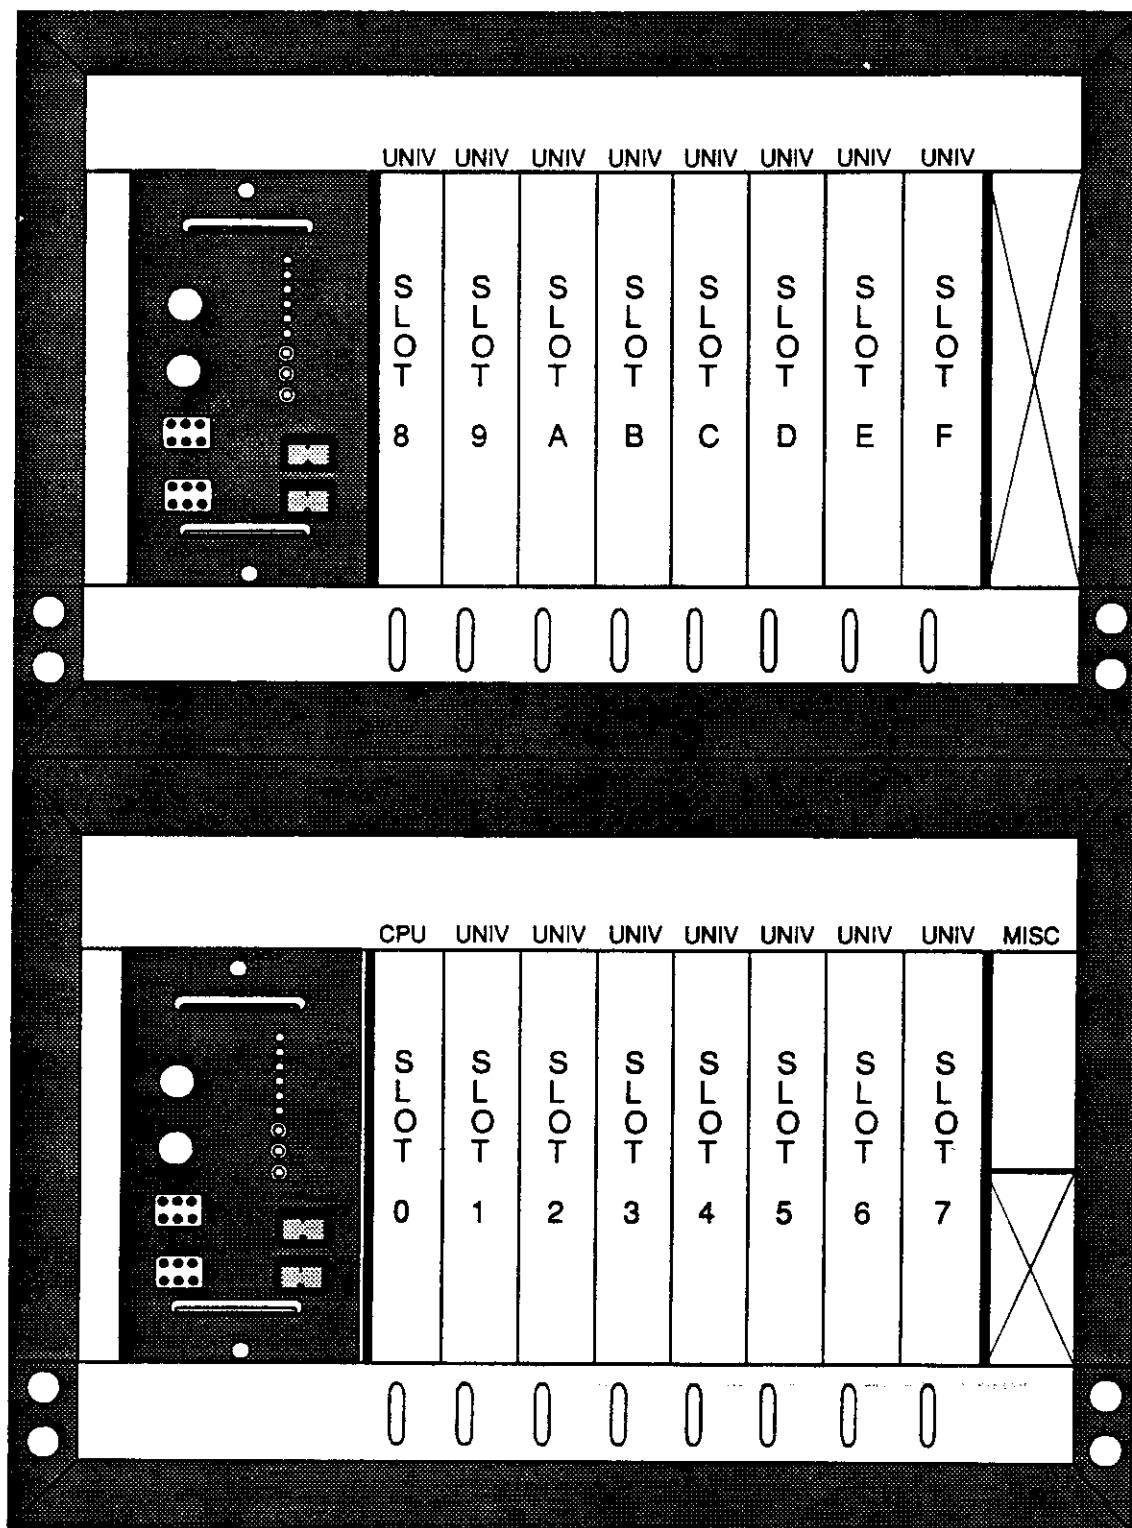 UNIV UNIV UNIV UNIV UNIV UNIV UNIV UNIV
SLOT 8
SLOT 9
SLOT A
SLOT B
SLOT C
SLOT D
SLOT E
SLOT F
CPU UNIV UNIV UNIV UNIV UNIV UNIV UNIV MISC
SLOT 0
SLOT 1
SLOT 2
SLOT 3
SLOT 4
SLOT 5
SLOT 6
SLOT 7